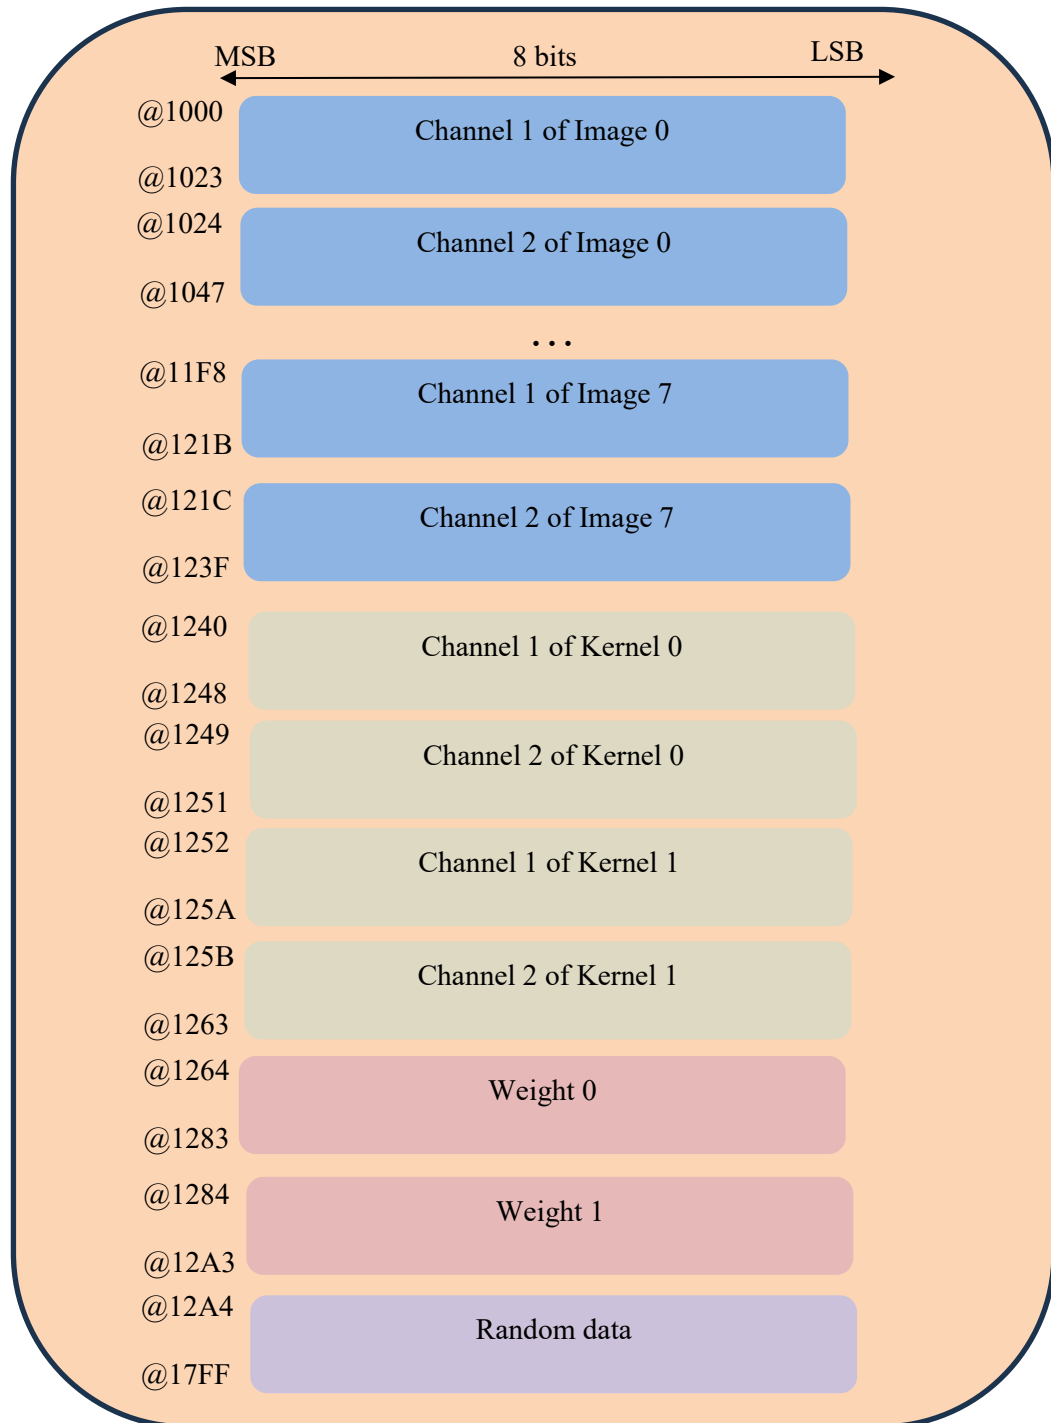 MSB 8 bits LSB
@1000
Channel 1 of Image 0
@1023
@1024
Channel 2 of Image 0
@1047
...
@11F8
Channel 1 of Image 7
@121B
@121C
Channel 2 of Image 7
@123F
@1240
Channel 1 of Kernel 0
@1248
@1249
Channel 2 of Kernel 0
@1251
@1252
Channel 1 of Kernel 1
@125A
@125B
Channel 2 of Kernel 1
@1263
@1264
Weight 0
@1283
@1284
Weight 1
@12A3
@12A4
Random data
@17FF